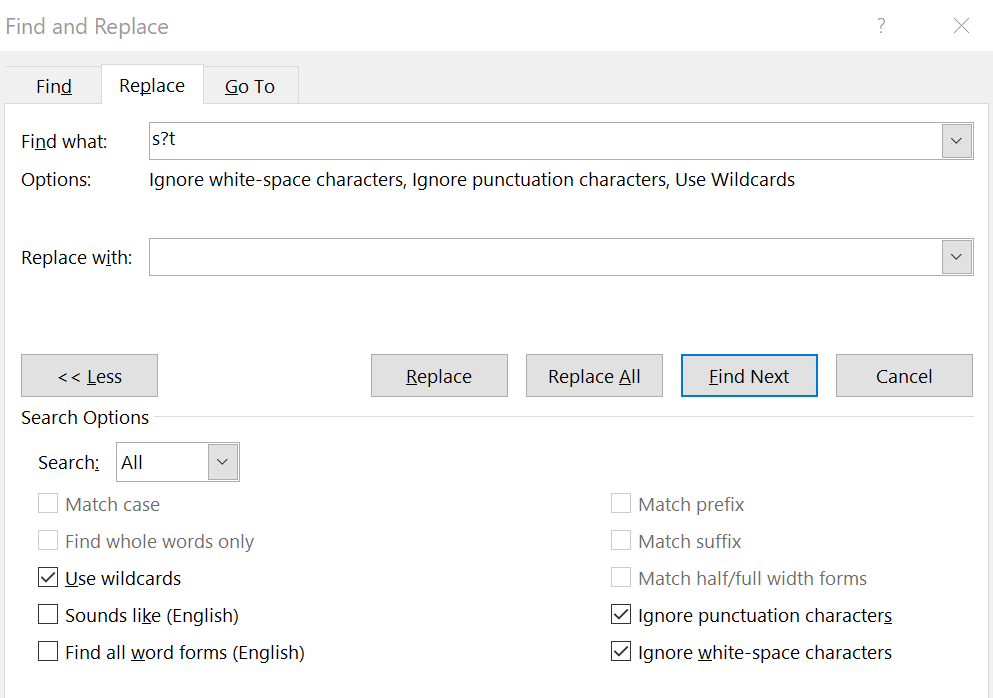 Find and Replace ?
Find Replace Go To
Find what: s?t
Options: Ignore white-space characters, Ignore punctuation characters, Use Wildcards
Replace with:
<< Less Replace Replace All Find Next Cancel
Search Options
Search: All
Match case Match prefix
Find whole words only Match suffix
Use wildcards Match half/full width forms
Sounds like (English) Ignore punctuation characters
Find all word forms (English) Ignore white-space characters